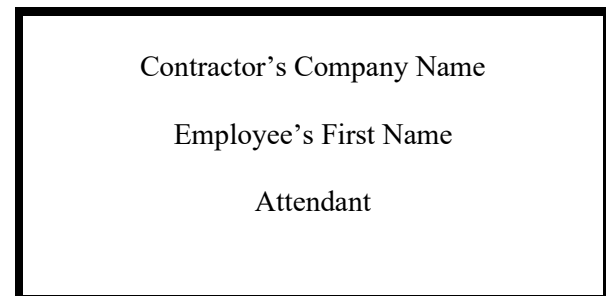 Contractor’s Company Name
Employee’s First Name
Attendant